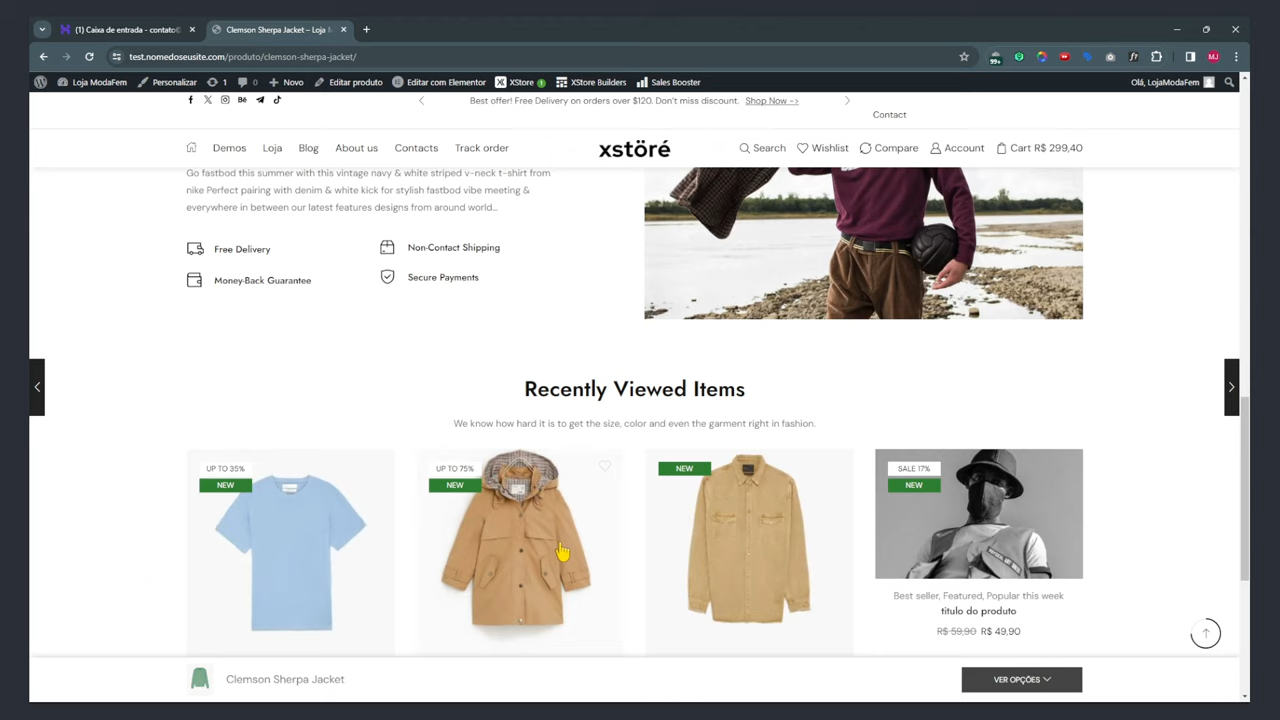 (1) Caixa de entrada - contato@
Clemson Sherpa Jacket – Loja M
test.nomedoseusite.com/produto/clemson-sherpa-jacket/
99+
f?
MJ
Loja ModaFem
Personalizar
1
0
Novo
Editar produto
Editar com Elementor
XStore
1
XStore Builders
Sales Booster
Olá, LojaModaFem
Best offer! Free Delivery on orders over $120. Don't miss discount. Shop Now ->
Contact
Demos
Loja
Blog
About us
Contacts
Track order
xstöré
Search
Wishlist
Compare
Account
Cart R$ 299,40
Go fastbod this summer with this vintage navy & white striped v-neck t-shirt from
nike Perfect pairing with denim & white kick for stylish fastbod vibe meeting &
everywhere in between our latest features designs from around world...
Free Delivery
Non-Contact Shipping
Money-Back Guarantee
Secure Payments
Recently Viewed Items
We know how hard it is to get the size, color and even the garment right in fashion.
UP TO 35%
NEW
UP TO 75%
NEW
NEW
SALE 17%
NEW
Best seller, Featured, Popular this week
titulo do produto
R$ 59,90 R$ 49,90
Clemson Sherpa Jacket
VER OPÇÕES